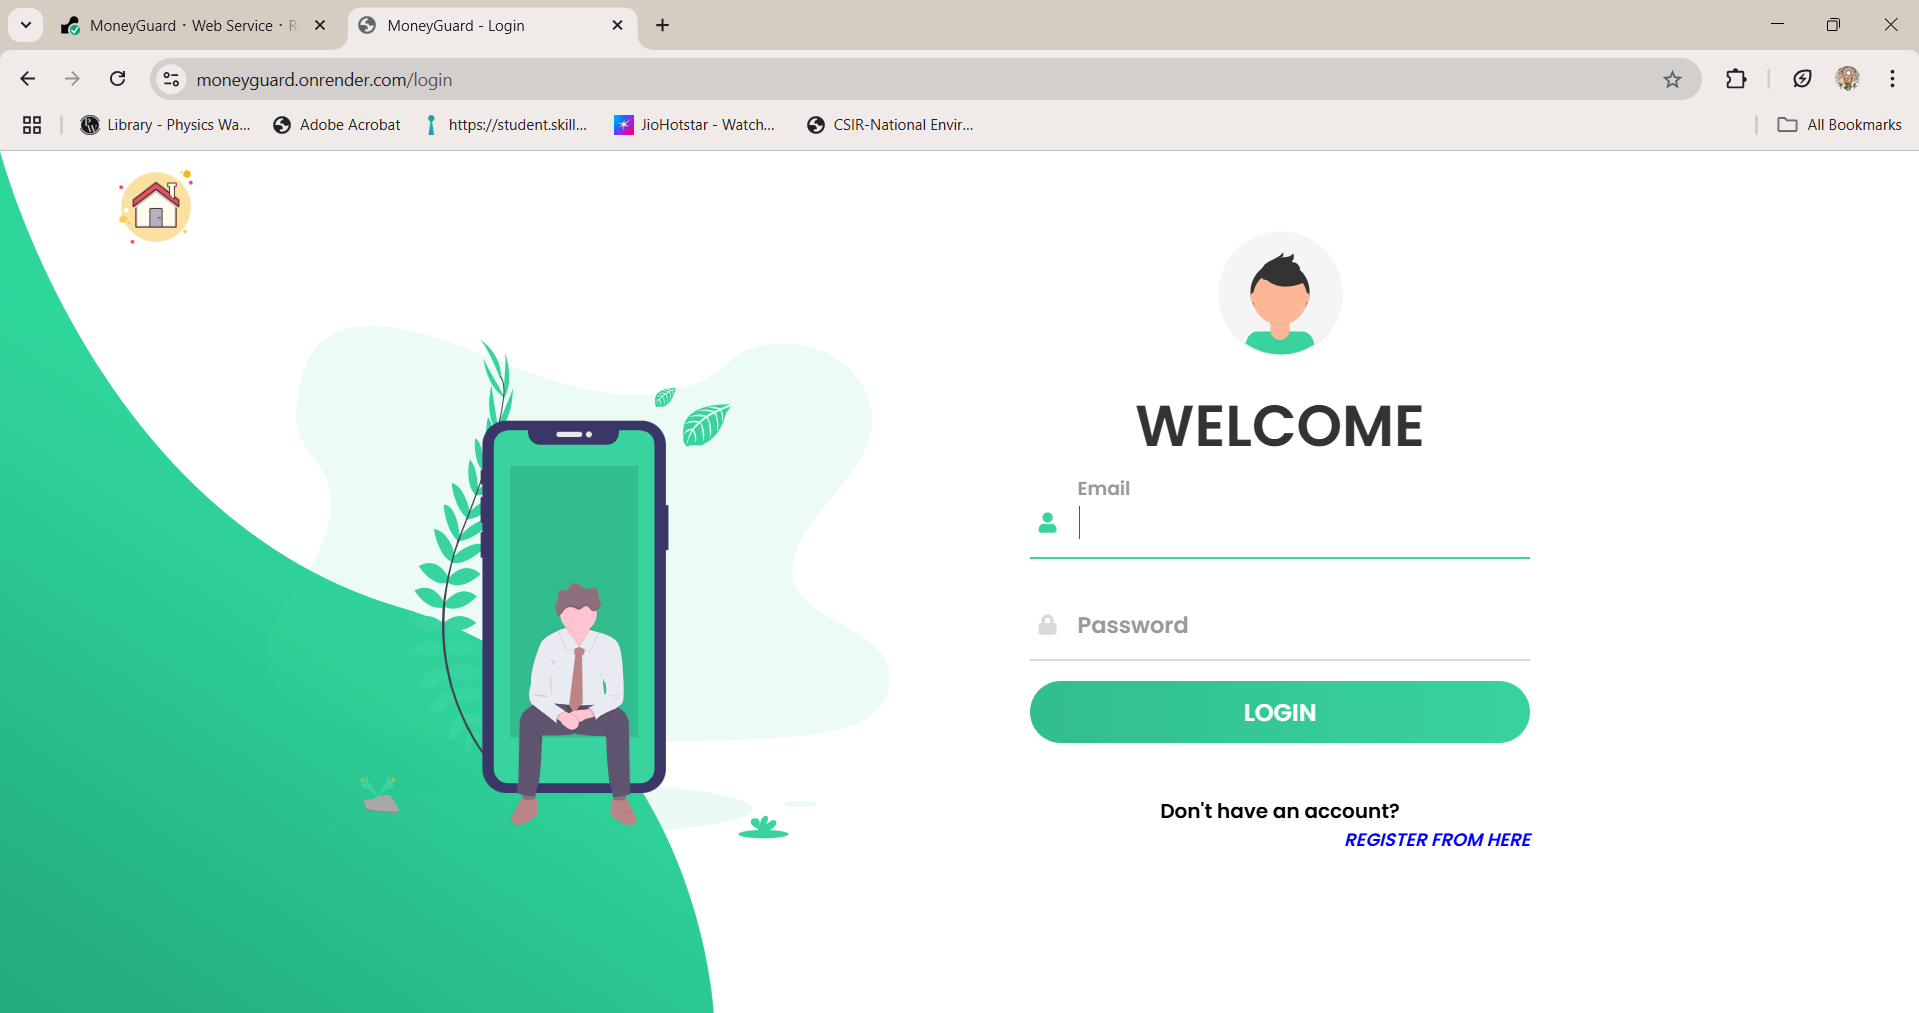 MoneyGuard · Web Service ·
MoneyGuard - Login
moneyguard.onrender.com/login
Library - Physics Wa...
Adobe Acrobat
https://student.skill...
JioHotstar - Watch...
CSIR-National Envir...
All Bookmarks
WELCOME
Email
Password
LOGIN
Don't have an account?
REGISTER FROM HERE